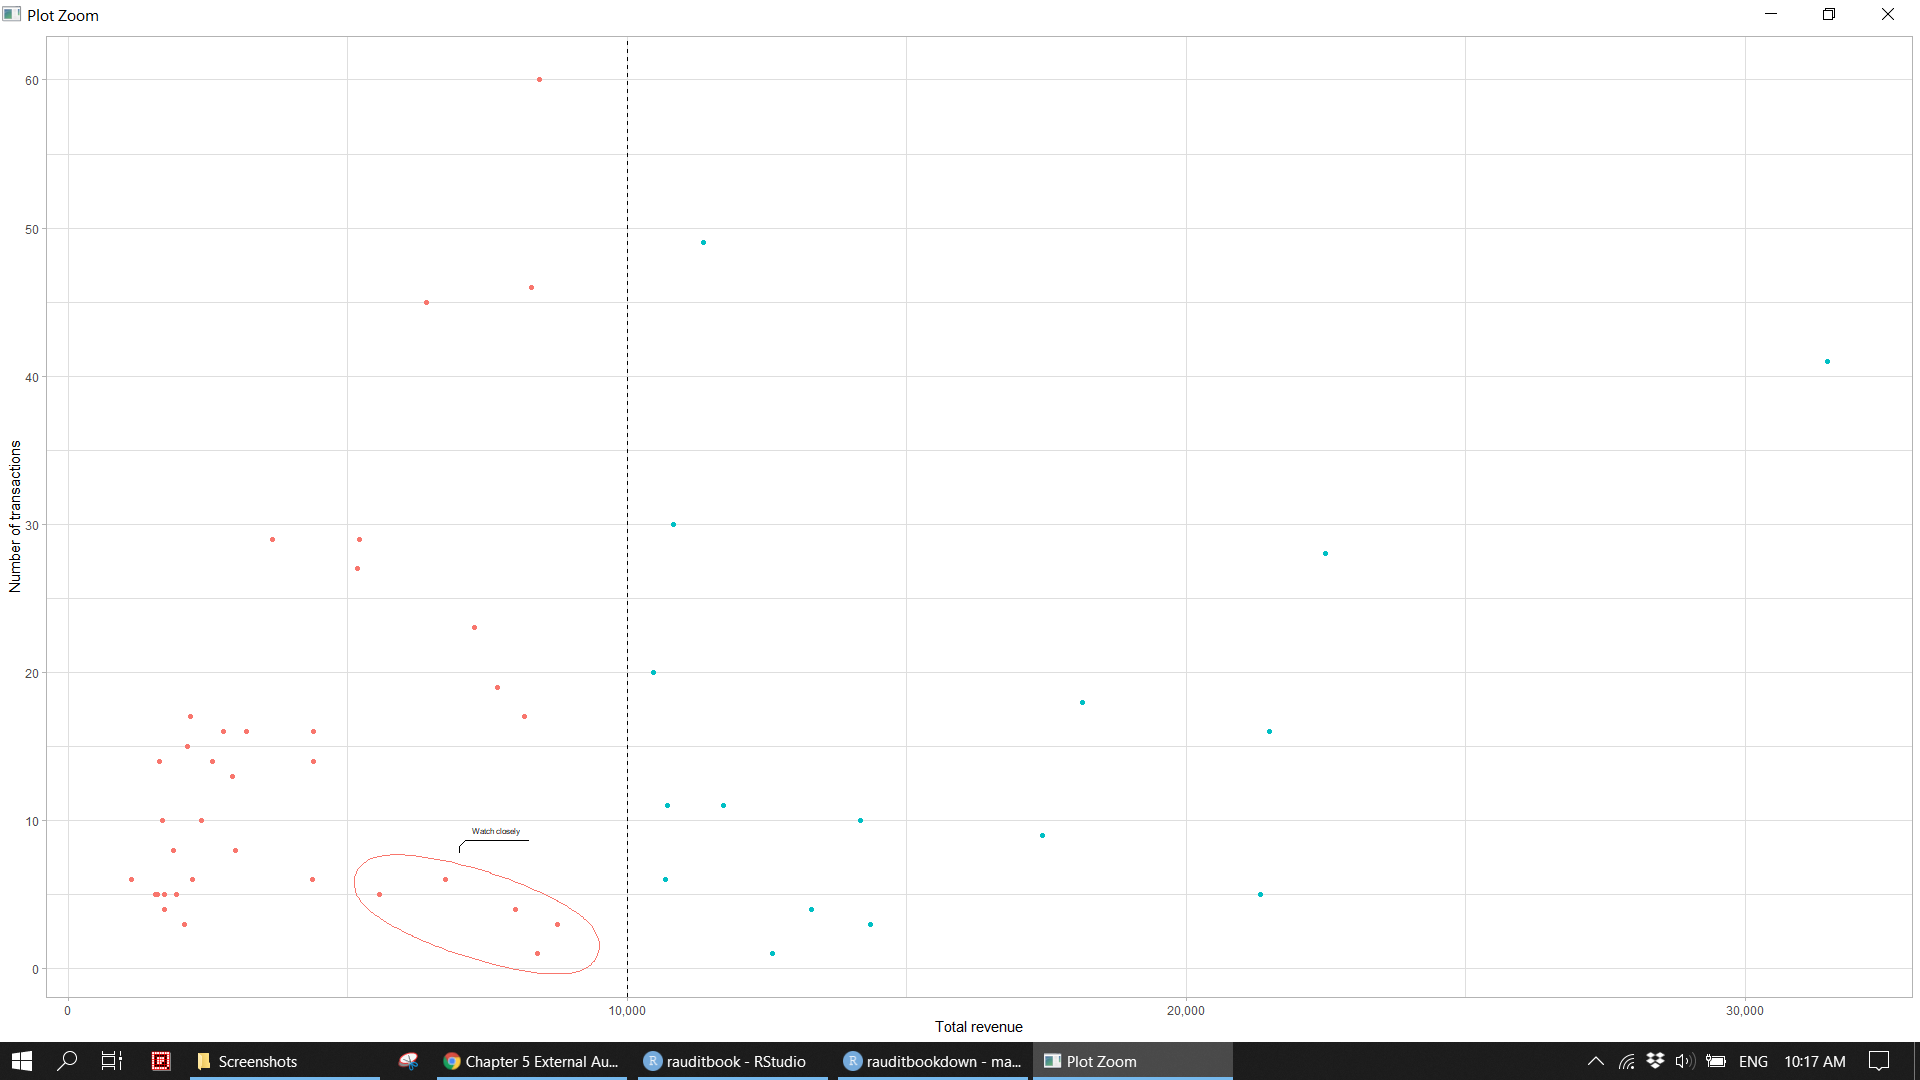 Plot Zoom
60
50
40
30
20
10
0
Number of transactions
Watch closely
0
10,000
20,000
30,000
Total revenue
Screenshots
Chapter 5 External Au...
R
rauditbook - RStudio
R
rauditbookdown - ma...
Plot Zoom
ENG
10:17 AM